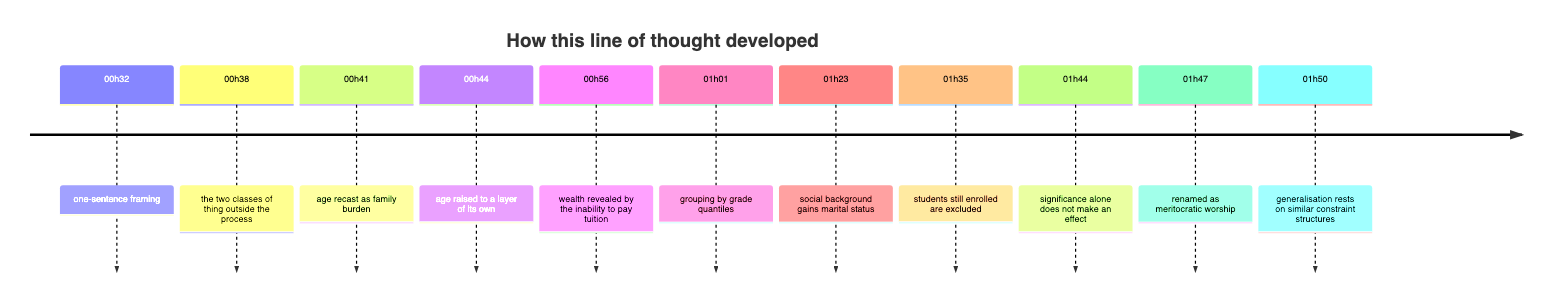 How this line of thought developed
00h32
00h38
00h41
00h44
00h56
01h01
01h23
01h35
01h44
01h47
01h50
one-sentence framing
the two classes of
thing outside the
process
age recast as family
burden
age raised to a layer
of its own
wealth revealed by
the inability to pay
tuition
grouping by grade
quantiles
social background
gains marital status
students still enrolled
are excluded
significance alone
does not make an
effect
renamed as
meritocratic worship
generalisation rests
on similar constraint
structures